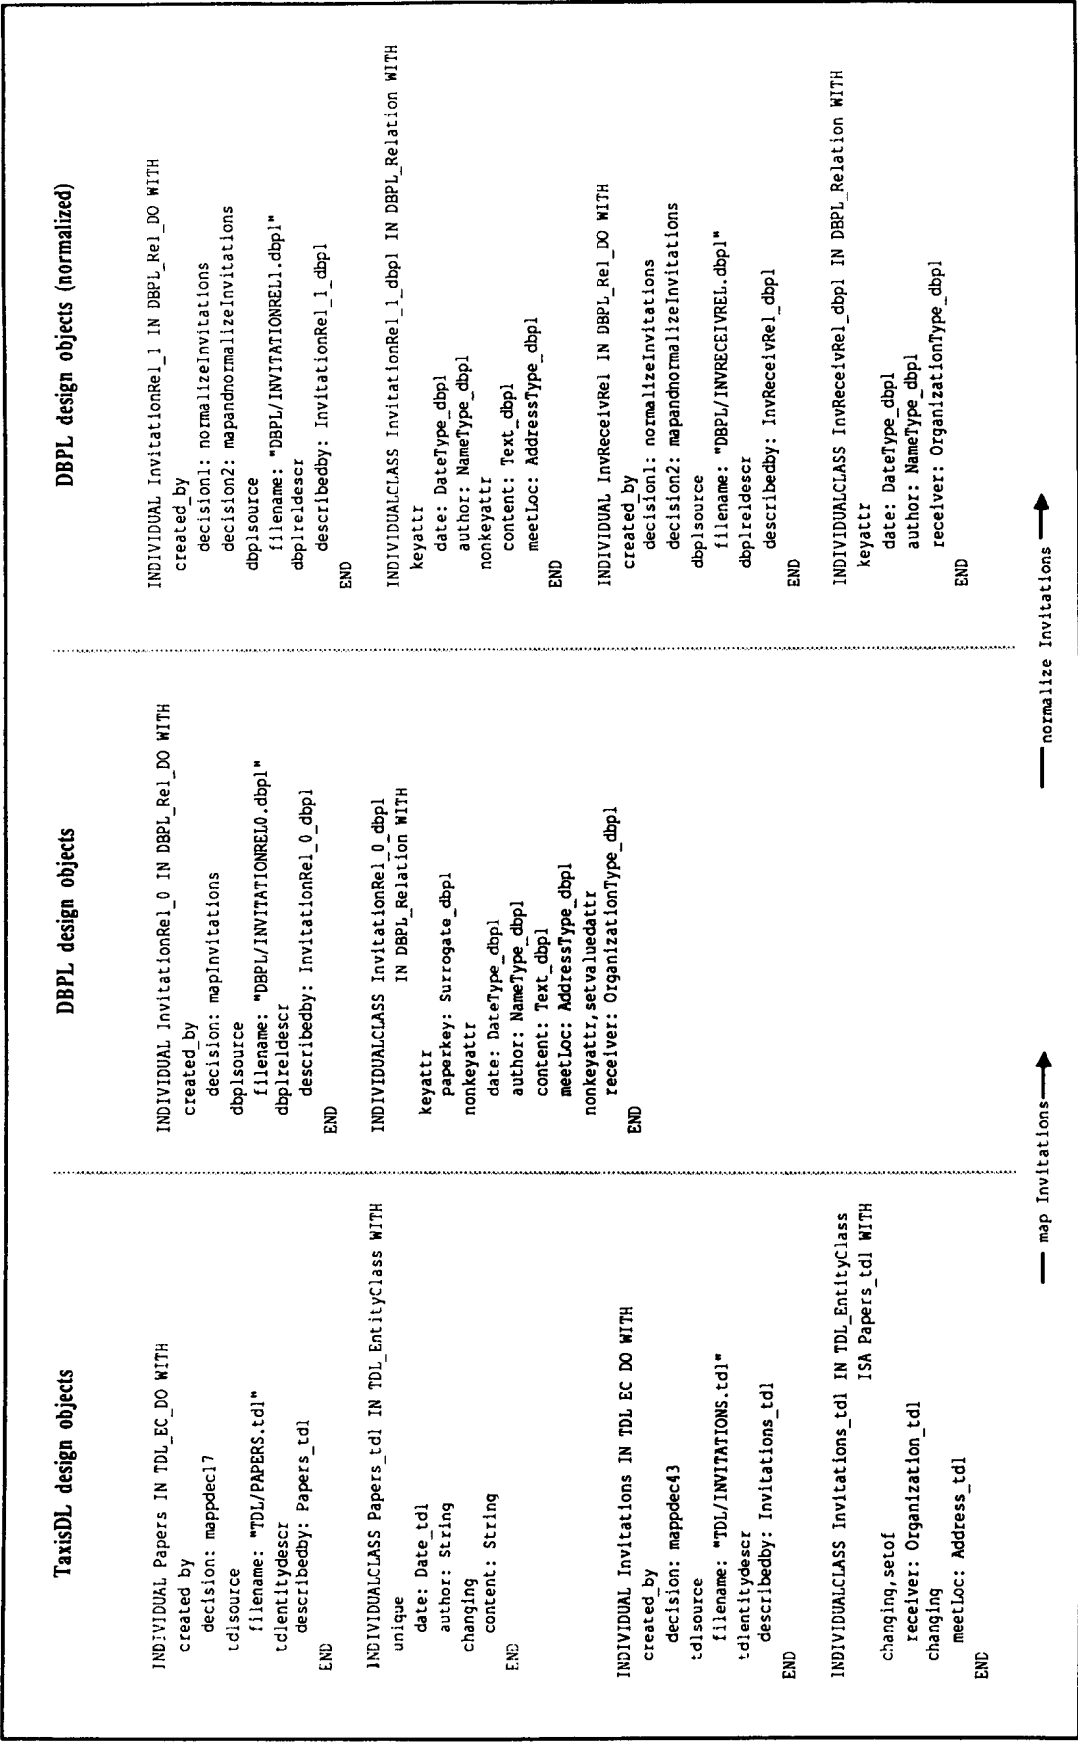 TaxisDL design objects
INDIVIDUAL Papers IN TDL_EC_DO WITH
created by
decision: mappdec17
tdlsource
filename: "TDL/PAPERS.tdl"
tdlentitydescr
describedby: Papers_tdl
END
INDIVIDUALCLASS Papers_tdl IN TDL_EntityClass WITH
unique
date: Date_tdl
author: String
changing
content: String
END
INDIVIDUAL Invitations IN TDL EC DO WITH
created_by
decision: mappdec43
tdlsource
filename: "TDL/INVITATIONS.tdl"
tdlentitydescr
describedby: Invitations_tdl
END
INDIVIDUALCLASS Invitations_tdl IN TDL_EntityClass
ISA Papers_tdl WITH
changing,setof
receiver: Organization_tdl
changing
meetLoc: Address_tdl
END
DBPL design objects
INDIVIDUAL InvitationRel_0 IN DBPL_Rel_DO WITH
created_by
decision: mapInvitations
dbplsource
filename: "DBPL/INVITATIONREL0.dbpl"
dbplreldescr
describedby: InvitationRel_0_dbpl
END
INDIVIDUALCLASS InvitationRel_0_dbpl
IN DBPL_Relation WITH
keyattr
paperkey: Surrogate_dbpl
nonkeyattr
date: DateType_dbpl
author: NameType_dbpl
content: Text_dbpl
meetLoc: AddressType_dbpl
nonkeyattr,setvaluedattr
receiver: OrganizationType_dbpl
END
DBPL design objects (normalized)
INDIVIDUAL InvitationRel_1 IN DBPL_Rel_DO WITH
created_by
decision1: normalizeInvitations
decision2: mapandnormalizeInvitations
dbplsource
filename: "DBPL/INVITATIONREL1.dbpl"
dbplreldescr
describedby: InvitationRel_1_dbpl
END
INDIVIDUALCLASS InvitationRel_1_dbpl IN DBPL_Relation WITH
keyattr
date: DateType_dbpl
author: NameType_dbpl
nonkeyattr
content: Text_dbpl
meetLoc: AddressType_dbpl
END
INDIVIDUAL InvReceivRel IN DBPL_Rel_DO WITH
created_by
decision1: normalizeInvitations
decision2: mapandnormalizeInvitations
dbplsource
filename: "DBPL/INVRECEIVREL.dbpl"
dbplreldescr
describedby: InvReceivRel_dbpl
END
INDIVIDUALCLASS InvReceivRel_dbpl IN DBPL_Relation WITH
keyattr
date: DateType_dbpl
author: NameType_dbpl
receiver: OrganizationType_dbpl
END
map Invitations
normalize Invitations